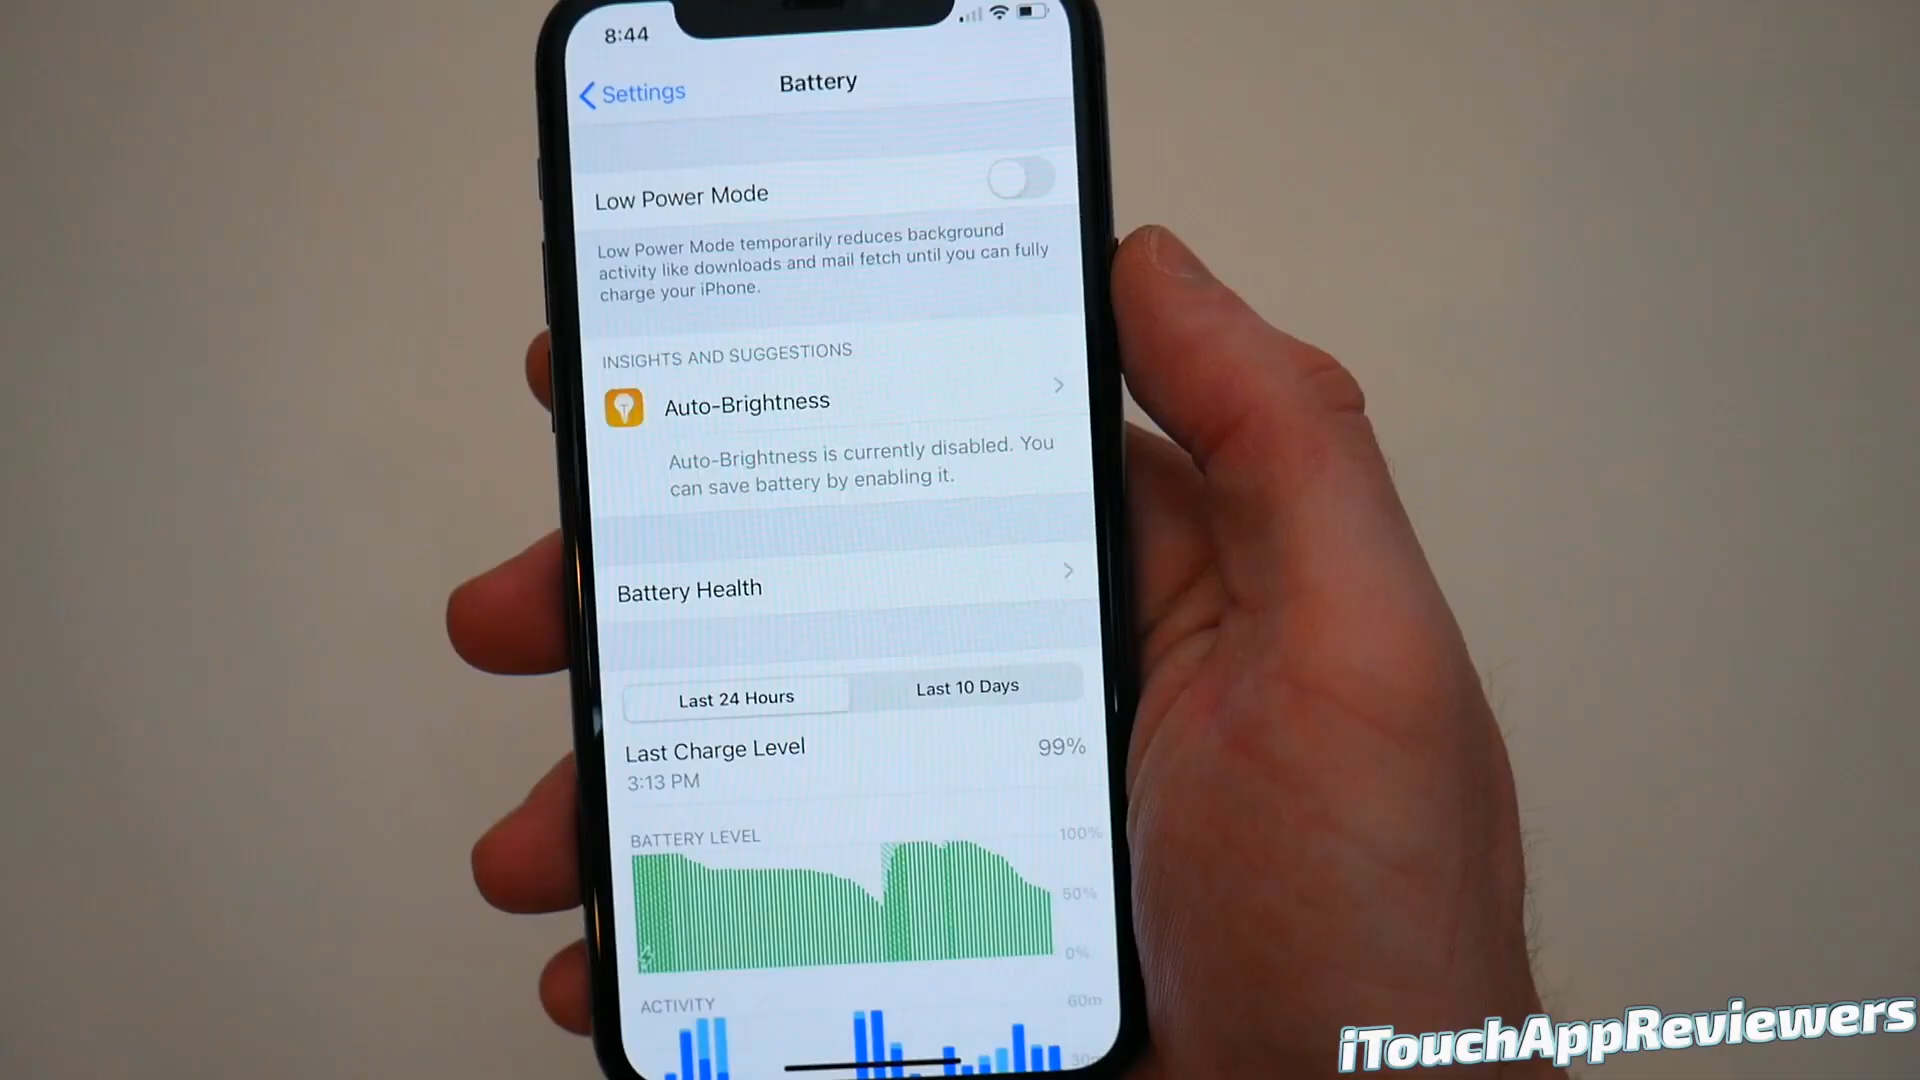 8:44
Settings
Battery
Low Power Mode
Low Power Mode temporarily reduces background
activity like downloads and mail fetch until you can fully
charge your iPhone.
INSIGHTS AND SUGGESTIONS
Auto-Brightness
Auto-Brightness is currently disabled. You
can save battery by enabling it.
Battery Health
Last 24 Hours
Last 10 Days
Last Charge Level
99%
3:13 PM
BATTERY LEVEL
100%
50%
0%
ACTIVITY
60m
30m
iTouchAppReviewers